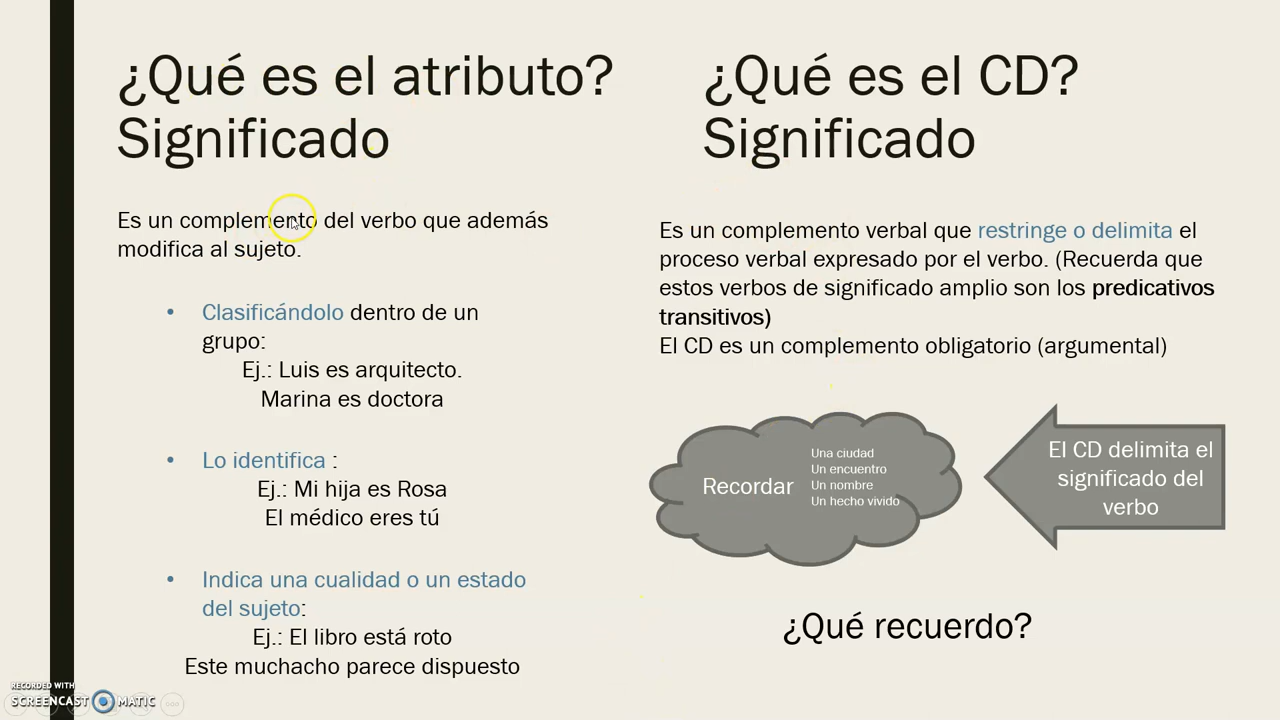 ¿Qué es el atributo?
Significado
Es un complemento del verbo que además
modifica al sujeto.
• Clasificándolo dentro de un
grupo:
Ej.: Luis es arquitecto.
Marina es doctora
• Lo identifica :
Ej.: Mi hija es Rosa
El médico eres tú
• Indica una cualidad o un estado
del sujeto:
Ej.: El libro está roto
Este muchacho parece dispuesto
¿Qué es el CD?
Significado
Es un complemento verbal que restringe o delimita el
proceso verbal expresado por el verbo. (Recuerda que
estos verbos de significado amplio son los predicativos
transitivos)
El CD es un complemento obligatorio (argumental)
Recordar
Una ciudad
Un encuentro
Un nombre
Un hecho vivido
El CD delimita el
significado del
verbo
¿Qué recuerdo?
RECORDED WITH
SCREENCAST MATIC